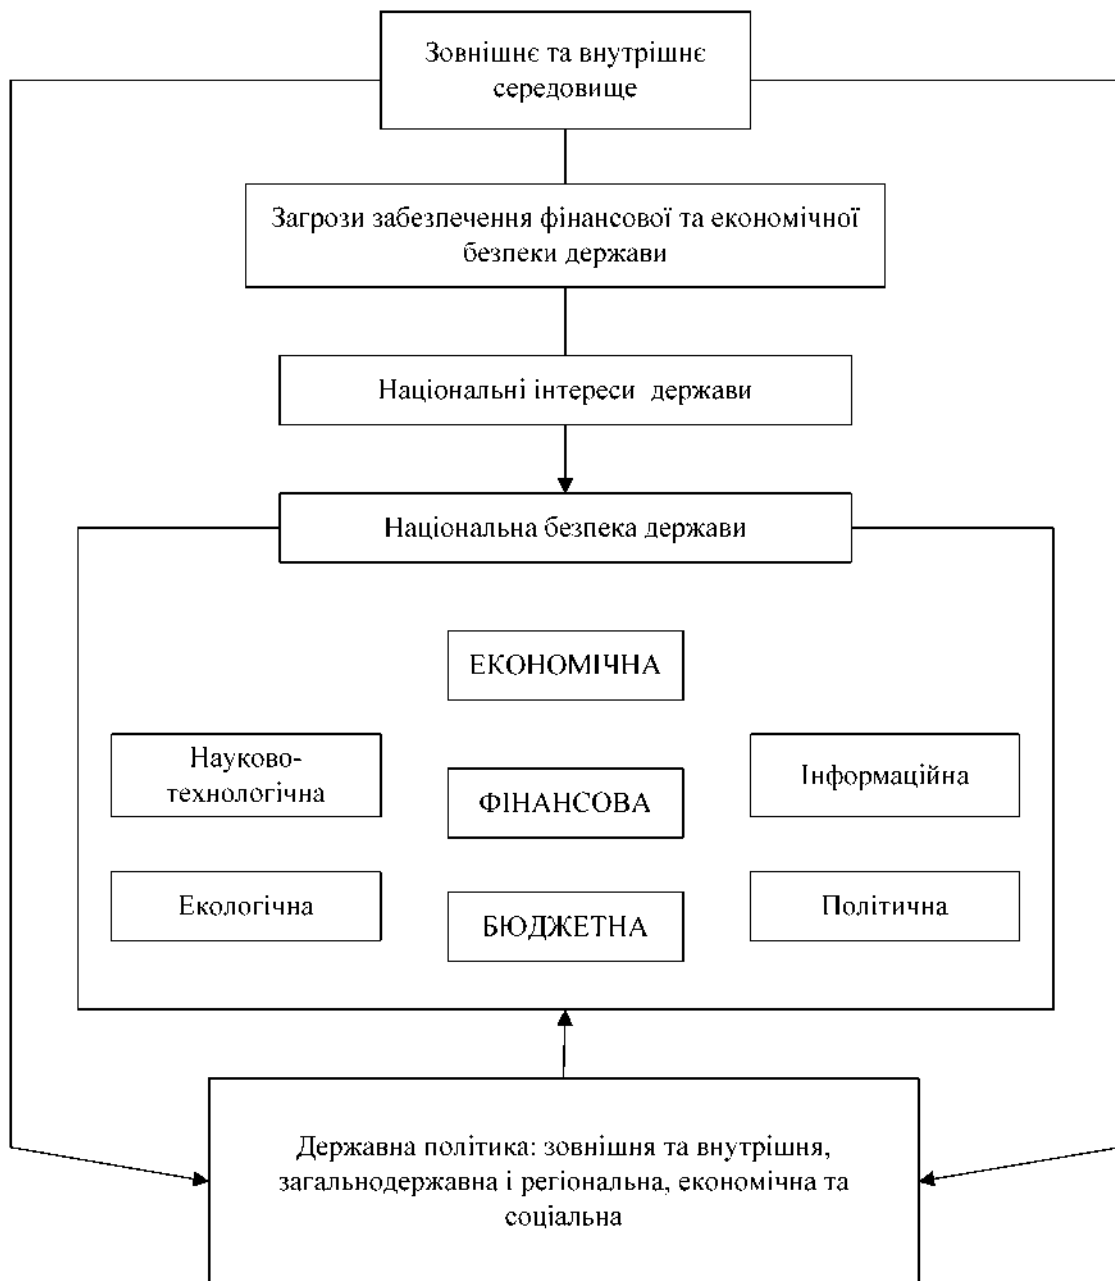 Зовнішнє та внутрішнє
середовище
Загрози забезпечення фінансової та економічної
безпеки держави
Національні інтереси держави
Національна безпека держави
ЕКОНОМІЧНА
Науково-
технологічна
ФІНАНСОВА
Інформаційна
Екологічна
БЮДЖЕТНА
Політична
Державна політика: зовнішня та внутрішня,
загальнодержавна і регіональна, економічна та
соціальна